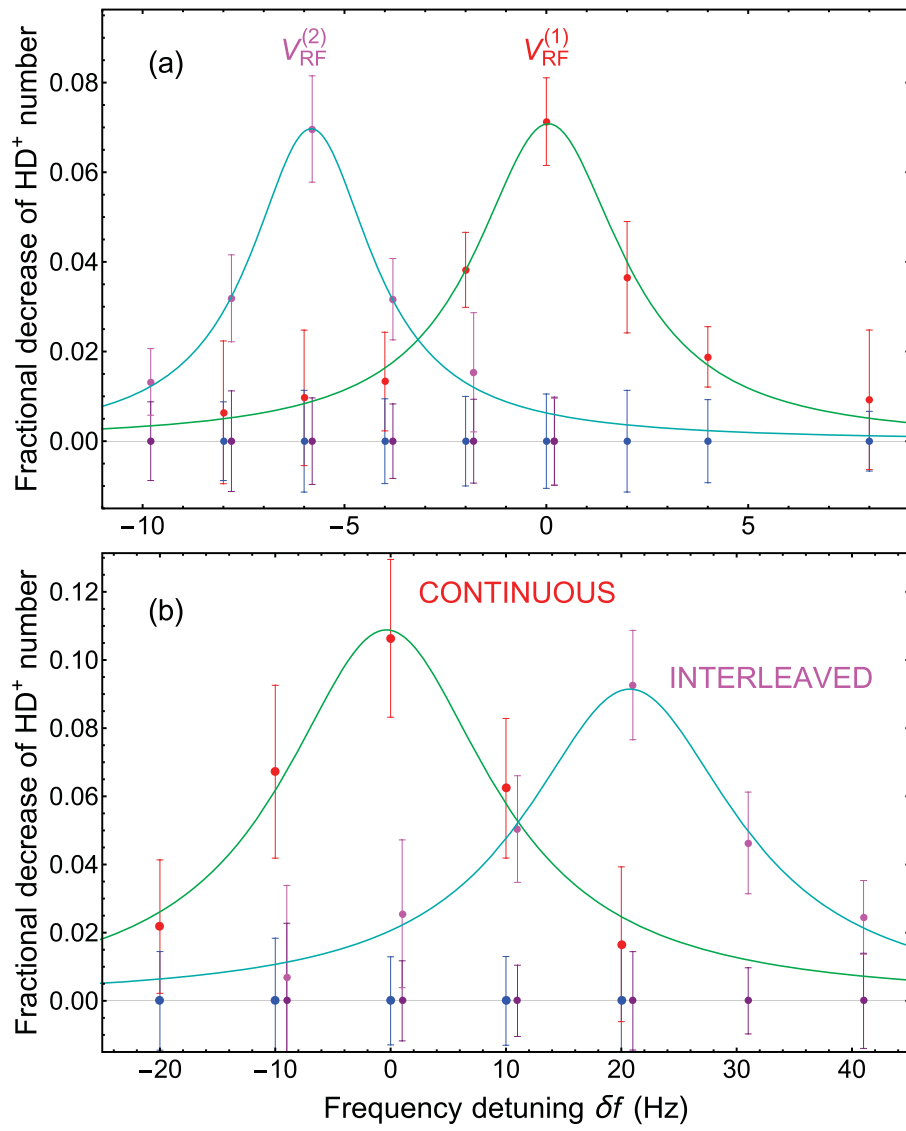 (a)
V_RF^(2)
V_RF^(1)
Fractional decrease of HD⁺ number
0.08
0.06
0.04
0.02
0.00
−10
−5
0
5
(b)
CONTINUOUS
INTERLEAVED
Fractional decrease of HD⁺ number
0.12
0.10
0.08
0.06
0.04
0.02
0.00
−20
−10
0
10
20
30
40
Frequency detuning δf (Hz)